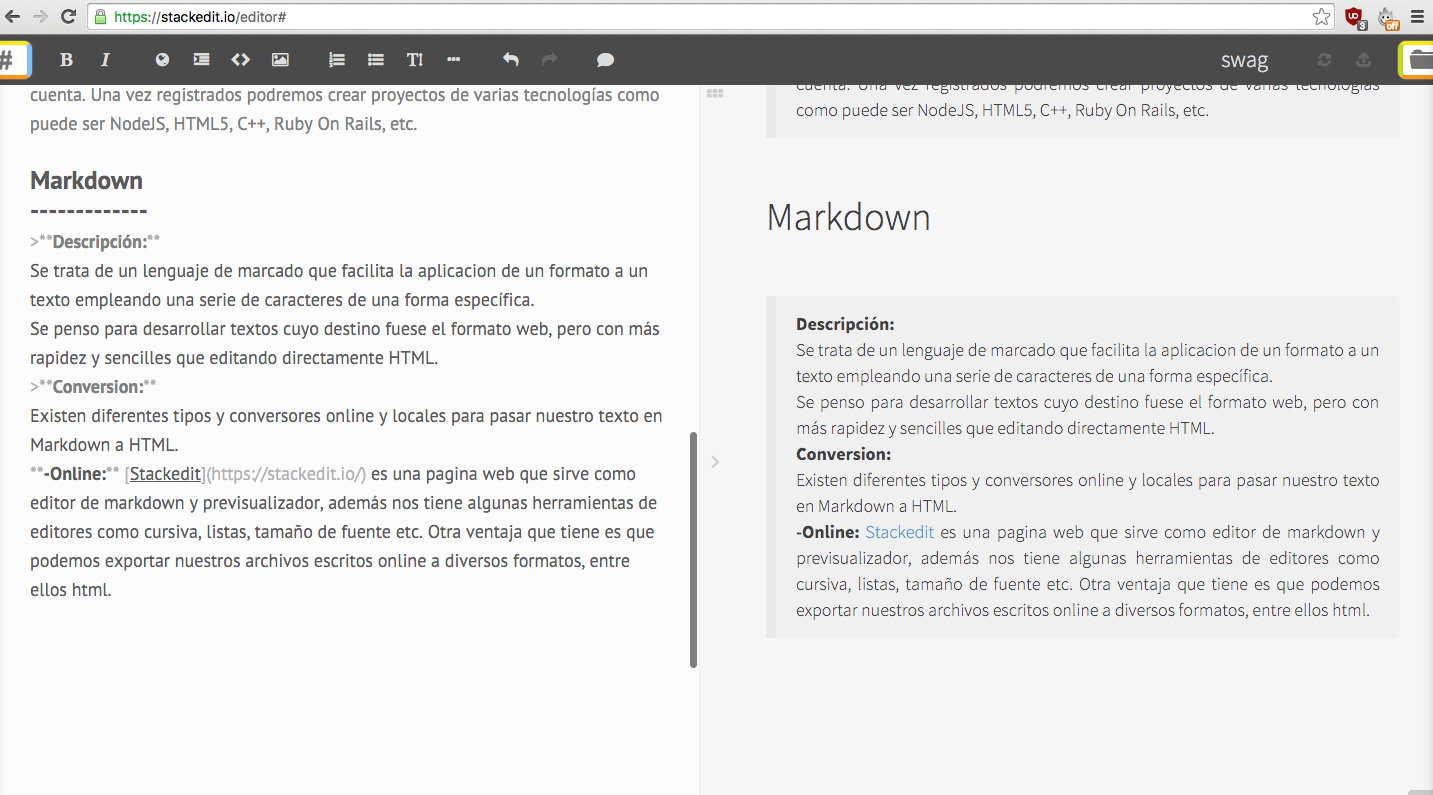 https://stackedit.io/editor#
3
off
#
B I
swag
cuenta. Una vez registrados podremos crear proyectos de varias tecnologías como
puede ser NodeJS, HTML5, C++, Ruby On Rails, etc.
Markdown
-------------
>**Descripción:**
Se trata de un lenguaje de marcado que facilita la aplicacion de un formato a un
texto empleando una serie de caracteres de una forma específica.
Se penso para desarrollar textos cuyo destino fuese el formato web, pero con más
rapidez y sencilles que editando directamente HTML.
>**Conversion:**
Existen diferentes tipos y conversores online y locales para pasar nuestro texto en
Markdown a HTML.
**-Online:** [Stackedit](https://stackedit.io/) es una pagina web que sirve como
editor de markdown y previsualizador, además nos tiene algunas herramientas de
editores como cursiva, listas, tamaño de fuente etc. Otra ventaja que tiene es que
podemos exportar nuestros archivos escritos online a diversos formatos, entre
ellos html.
cuenta. Una vez registrados podremos crear proyectos de varias tecnologías
como puede ser NodeJS, HTML5, C++, Ruby On Rails, etc.
Markdown
Descripción:
Se trata de un lenguaje de marcado que facilita la aplicacion de un formato a un
texto empleando una serie de caracteres de una forma específica.
Se penso para desarrollar textos cuyo destino fuese el formato web, pero con
más rapidez y sencilles que editando directamente HTML.
Conversion:
Existen diferentes tipos y conversores online y locales para pasar nuestro texto
en Markdown a HTML.
-Online: Stackedit es una pagina web que sirve como editor de markdown y
previsualizador, además nos tiene algunas herramientas de editores como
cursiva, listas, tamaño de fuente etc. Otra ventaja que tiene es que podemos
exportar nuestros archivos escritos online a diversos formatos, entre ellos html.